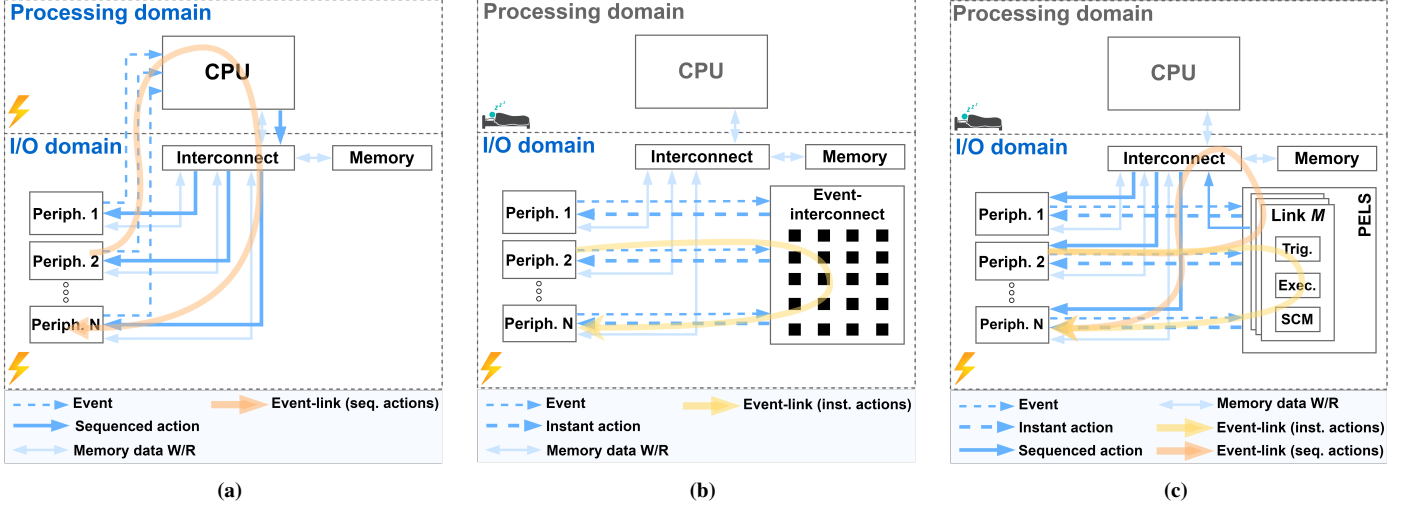 Processing domain
CPU
I/O domain
Interconnect
Memory
Periph. 1
Periph. 2
Periph. N
Event
Event-link (seq. actions)
Sequenced action
Memory data W/R
(a)
Processing domain
CPU
z z z
I/O domain
Interconnect
Memory
Periph. 1
Event-
interconnect
Periph. 2
Periph. N
Event
Event-link (inst. actions)
Instant action
Memory data W/R
(b)
Processing domain
CPU
z z z
I/O domain
Interconnect
Memory
Periph. 1
Link M
PELS
Trig.
Periph. 2
Exec.
Periph. N
SCM
Event
Memory data W/R
Instant action
Event-link (inst. actions)
Sequenced action
Event-link (seq. actions)
(c)